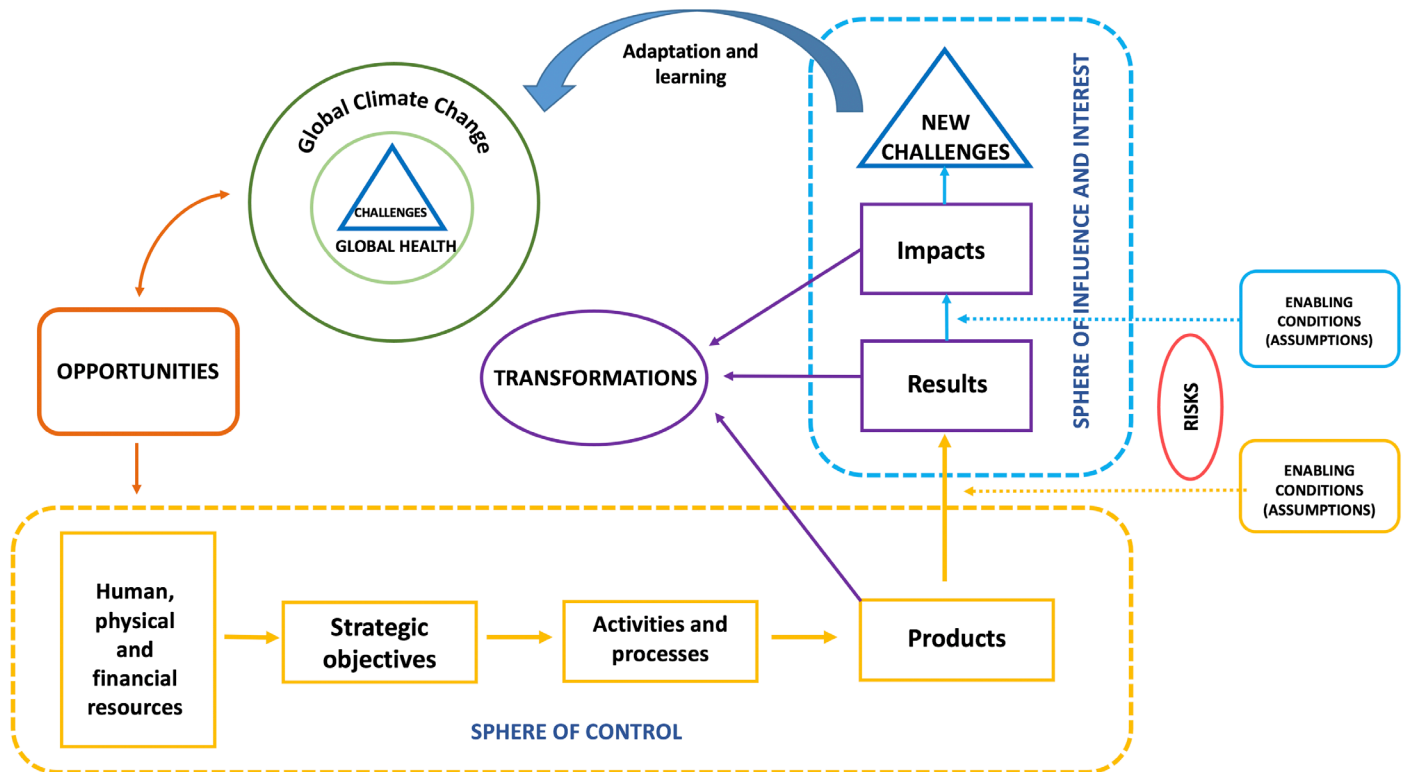 Adaptation and
learning
Global Climate Change
CHALLENGES
GLOBAL HEALTH
NEW
CHALLENGES
SPHERE OF INFLUENCE AND INTEREST
Impacts
ENABLING
CONDITIONS
(ASSUMPTIONS)
OPPORTUNITIES
TRANSFORMATIONS
Results
RISKS
ENABLING
CONDITIONS
(ASSUMPTIONS)
Human,
physical
and
financial
resources
Strategic
objectives
Activities and
processes
Products
SPHERE OF CONTROL